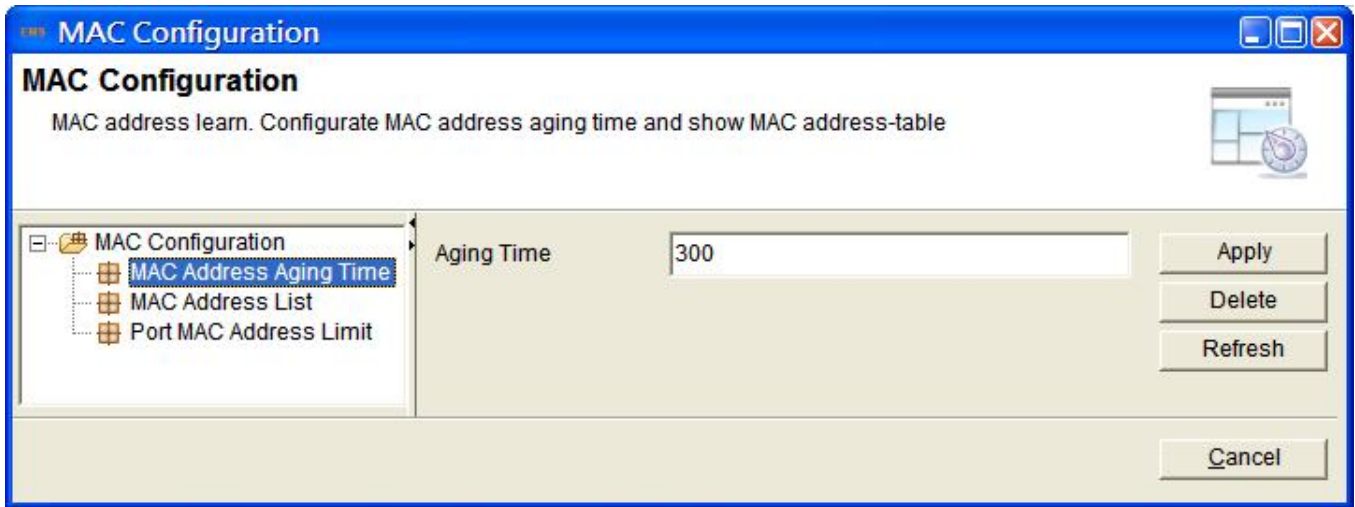 EMS MAC Configuration
MAC Configuration
MAC address learn. Configurate MAC address aging time and show MAC address-table
MAC Configuration
MAC Address Aging Time
MAC Address List
Port MAC Address Limit
Aging Time
300
Apply
Delete
Refresh
Cancel